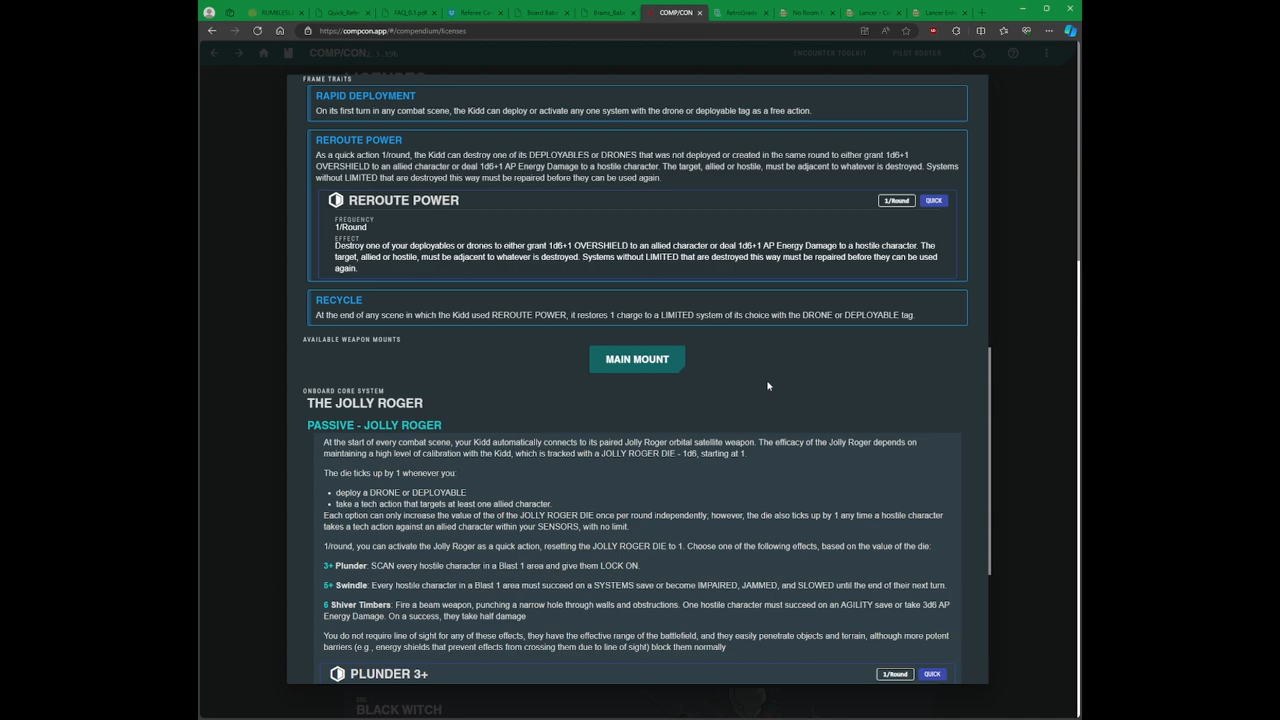 RUMBLESL
Quick_Refer
FAQ_0.1.pdf
Referee Co
Board Bab
Brains_Bab
COMP/CON
RetroGram
No Room f
Lancer - Co
Lancer Enh
https://compcon.app/#/compendium/licenses
COMP/CON
ENCOUNTER TOOLKIT
PILOT ROSTER
FRAME TRAITS
RAPID DEPLOYMENT
On its first turn in any combat scene, the Kidd can deploy or activate any one system with the drone or deployable tag as a free action.
REROUTE POWER
As a quick action 1/round, the Kidd can destroy one of its DEPLOYABLES or DRONES that was not deployed or created in the same round to either grant 1d6+1
OVERSHIELD to an allied character or deal 1d6+1 AP Energy Damage to a hostile character. The target, allied or hostile, must be adjacent to whatever is destroyed. Systems
without LIMITED that are destroyed this way must be repaired before they can be used again.
REROUTE POWER
1/Round
QUICK
FREQUENCY
1/Round
EFFECT
Destroy one of your deployables or drones to either grant 1d6+1 OVERSHIELD to an allied character or deal 1d6+1 AP Energy Damage to a hostile character. The
target, allied or hostile, must be adjacent to whatever is destroyed. Systems without LIMITED that are destroyed this way must be repaired before they can be used
again.
RECYCLE
At the end of any scene in which the Kidd used REROUTE POWER, it restores 1 charge to a LIMITED system of its choice with the DRONE or DEPLOYABLE tag.
AVAILABLE WEAPON MOUNTS
MAIN MOUNT
ONBOARD CORE SYSTEM
THE JOLLY ROGER
PASSIVE - JOLLY ROGER
At the start of every combat scene, your Kidd automatically connects to its paired Jolly Roger orbital satellite weapon. The efficacy of the Jolly Roger depends on
maintaining a high level of calibration with the Kidd, which is tracked with a JOLLY ROGER DIE - 1d6, starting at 1.
The die ticks up by 1 whenever you:
• deploy a DRONE or DEPLOYABLE
• take a tech action that targets at least one allied character.
Each option can only increase the value of the of the JOLLY ROGER DIE once per round independently; however, the die also ticks up by 1 any time a hostile character
takes a tech action against an allied character within your SENSORS, with no limit.
1/round, you can activate the Jolly Roger as a quick action, resetting the JOLLY ROGER DIE to 1. Choose one of the following effects, based on the value of the die:
3+ Plunder: SCAN every hostile character in a Blast 1 area and give them LOCK ON.
5+ Swindle: Every hostile character in a Blast 1 area must succeed on a SYSTEMS save or become IMPAIRED, JAMMED, and SLOWED until the end of their next turn.
6 Shiver Timbers: Fire a beam weapon, punching a narrow hole through walls and obstructions. One hostile character must succeed on an AGILITY save or take 3d6 AP
Energy Damage. On a success, they take half damage
You do not require line of sight for any of these effects, they have the effective range of the battlefield, and they easily penetrate objects and terrain, although more potent
barriers (e.g., energy shields that prevent effects from crossing them due to line of sight) block them normally
PLUNDER 3+
1/Round
QUICK
BLACK WITCH